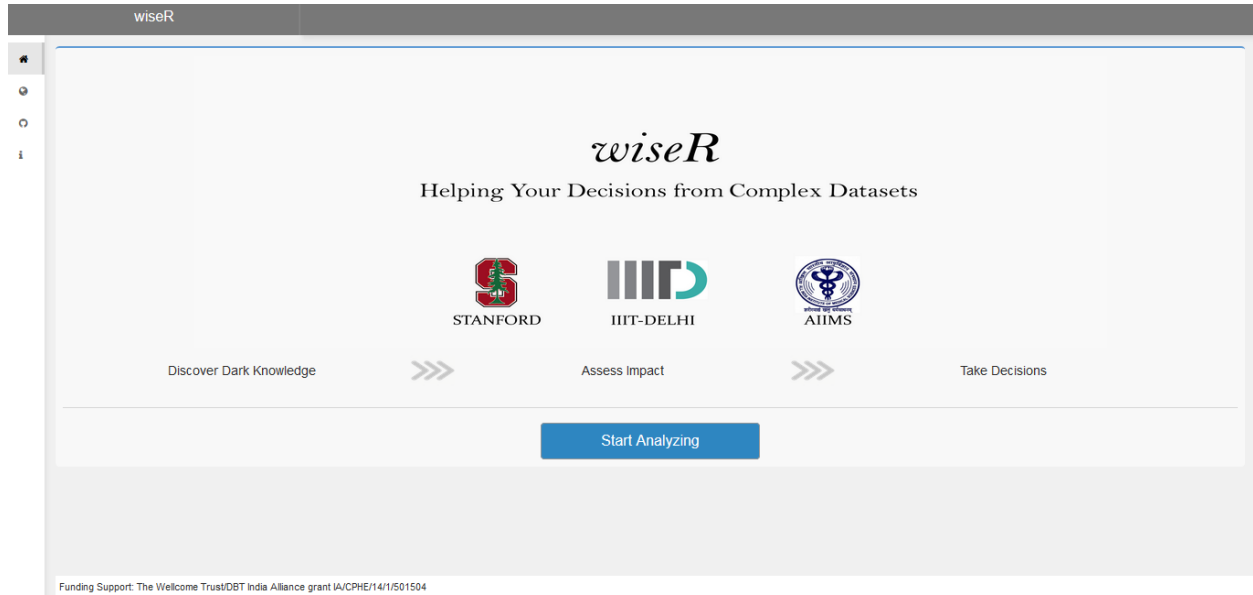 wiseR
wiseR
Helping Your Decisions from Complex Datasets
STANFORD IIIT-DELHI AIIMS
Discover Dark Knowledge Assess Impact Take Decisions
Start Analyzing
Funding Support: The Wellcome Trust/DBT India Alliance grant IA/CPHE/14/1/501504